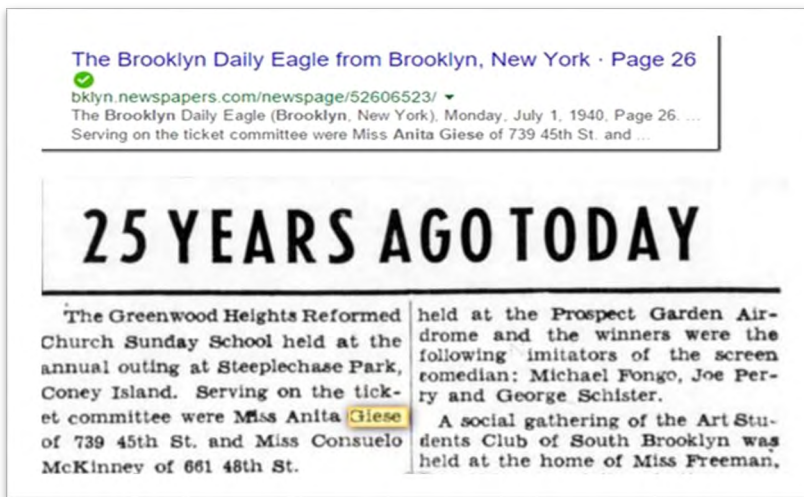 The Brooklyn Daily Eagle from Brooklyn, New York · Page 26
bklyn.newspapers.com/newspage/52606523/
The Brooklyn Daily Eagle (Brooklyn, New York), Monday, July 1, 1940, Page 26. ...
Serving on the ticket committee were Miss Anita Giese of 739 45th St. and ...
25 YEARS AGO TODAY
The Greenwood Heights Reformed
Church Sunday School held at the
annual outing at Steeplechase Park,
Coney Island. Serving on the tick-
et committee were Miss Anita Giese
of 739 45th St. and Miss Consuelo
McKinney of 661 48th St.
held at the Prospect Garden Air-
drome and the winners were the
following imitators of the screen
comedian: Michael Fongo, Joe Per-
ry and George Schister.
A social gathering of the Art Stu-
dents Club of South Brooklyn was
held at the home of Miss Freeman,